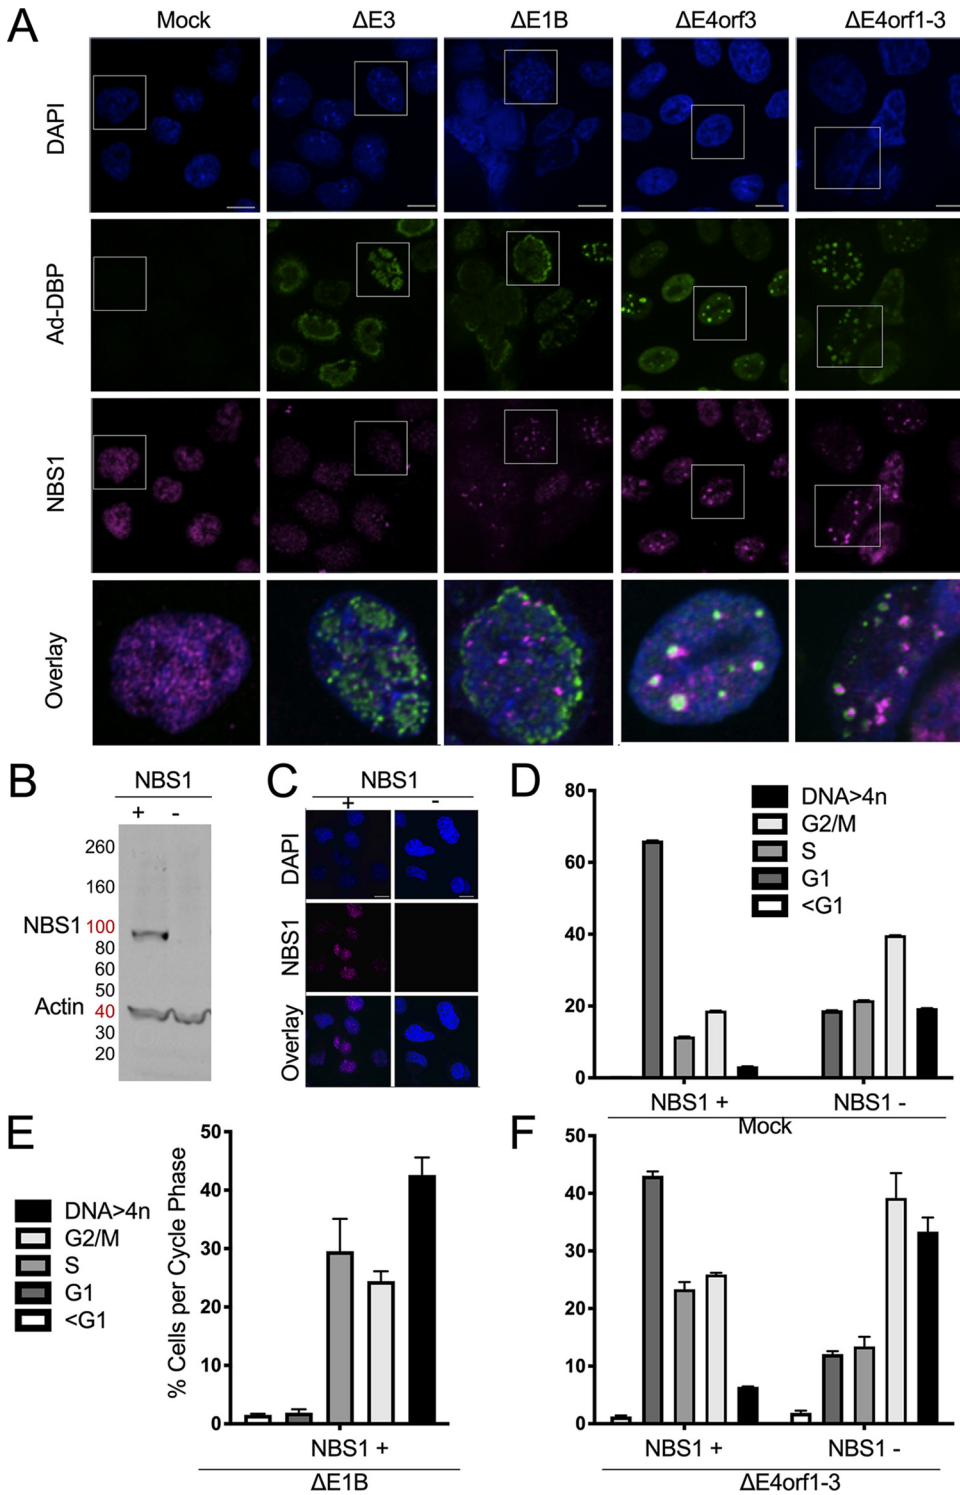 A
Mock
ΔE3
ΔE1B
ΔE4orf3
ΔE4orf1-3
DAPI
Ad-DBP
NBS1
Overlay
B
NBS1
+ -
260
160
NBS1 100
80
60
50
Actin 40
30
20
C
NBS1
+ -
DAPI
NBS1
Overlay
D
80
60
40
20
0
DNA>4n
G2/M
S
G1
<G1
NBS1 +
NBS1 -
Mock
E
DNA>4n
G2/M
S
G1
<G1
% Cells per Cycle Phase
50
40
30
20
10
0
NBS1 +
ΔE1B
F
50
40
30
20
10
0
NBS1 +
NBS1 -
ΔE4orf1-3